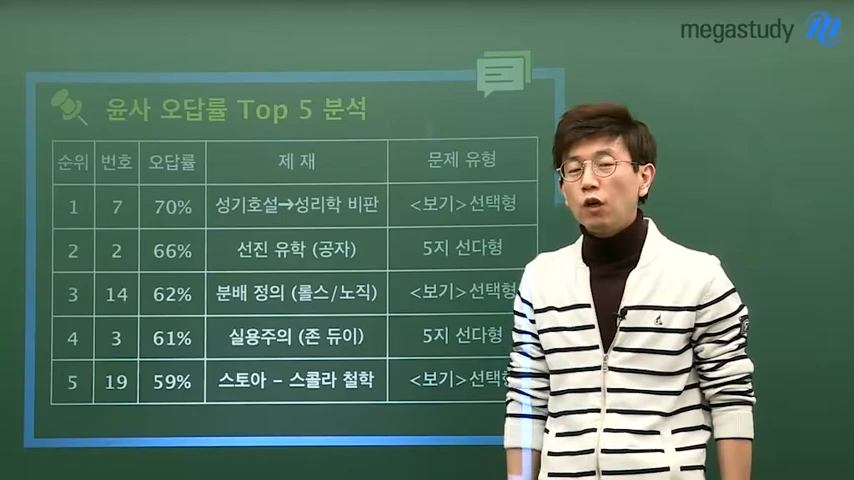 megastudy
윤사 오답률 Top 5 분석
순위 번호 오답률 제 재 문제 유형
1 7 70% 성기호설→성리학 비판 <보기>선택형
2 2 66% 선진 유학 (공자) 5지 선다형
3 14 62% 분배 정의 (롤스/노직) <보기>선택형
4 3 61% 실용주의 (존 듀이) 5지 선다형
5 19 59% 스토아 - 스콜라 철학 <보기>선택형